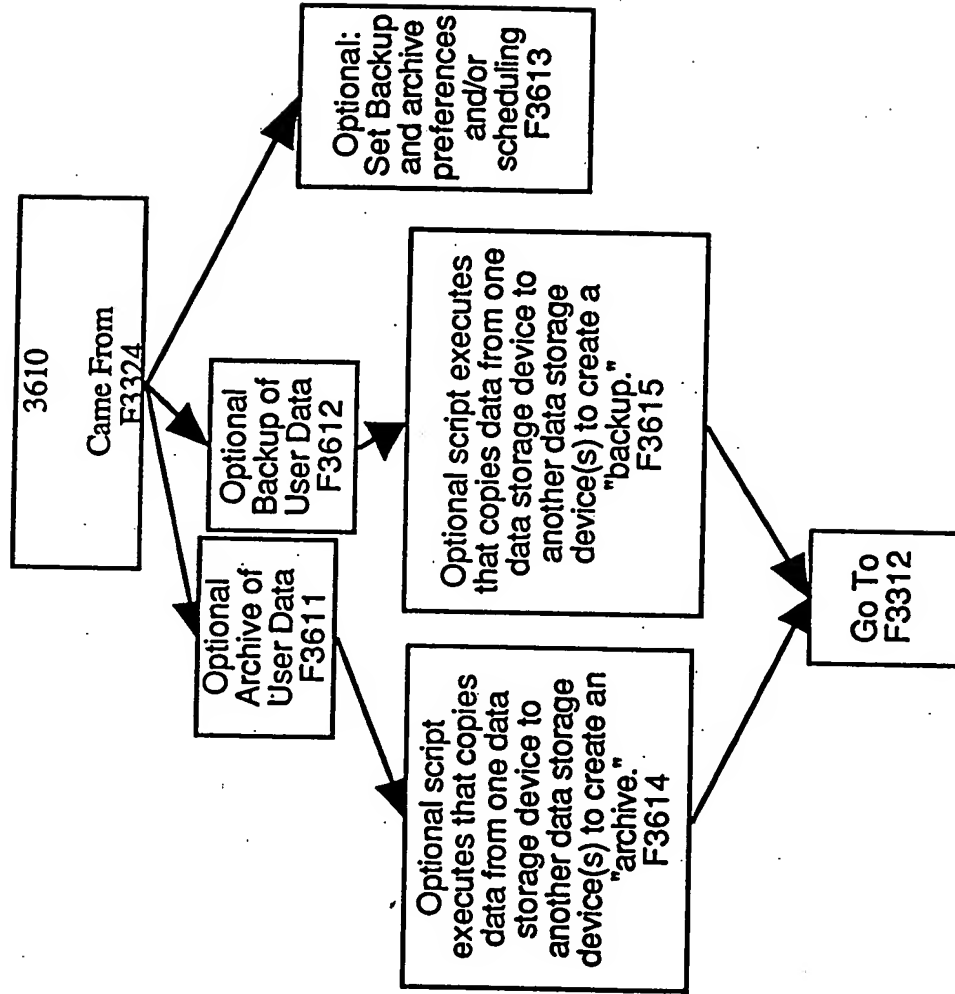 3610
Came From
F3324
Optional
Archive of
User Data
F3611
Optional
Backup of
User Data
F3612
Optional:
Set Backup
and archive
preferences
and/or
scheduling
F3613
Optional script
executes that copies
data from one data
storage device to
another data storage
device(s) to create an
"archive."
F3614
Optional script executes
that copies data from one
data storage device to
another data storage
device(s) to create a
"backup."
F3615
Go To
F3312